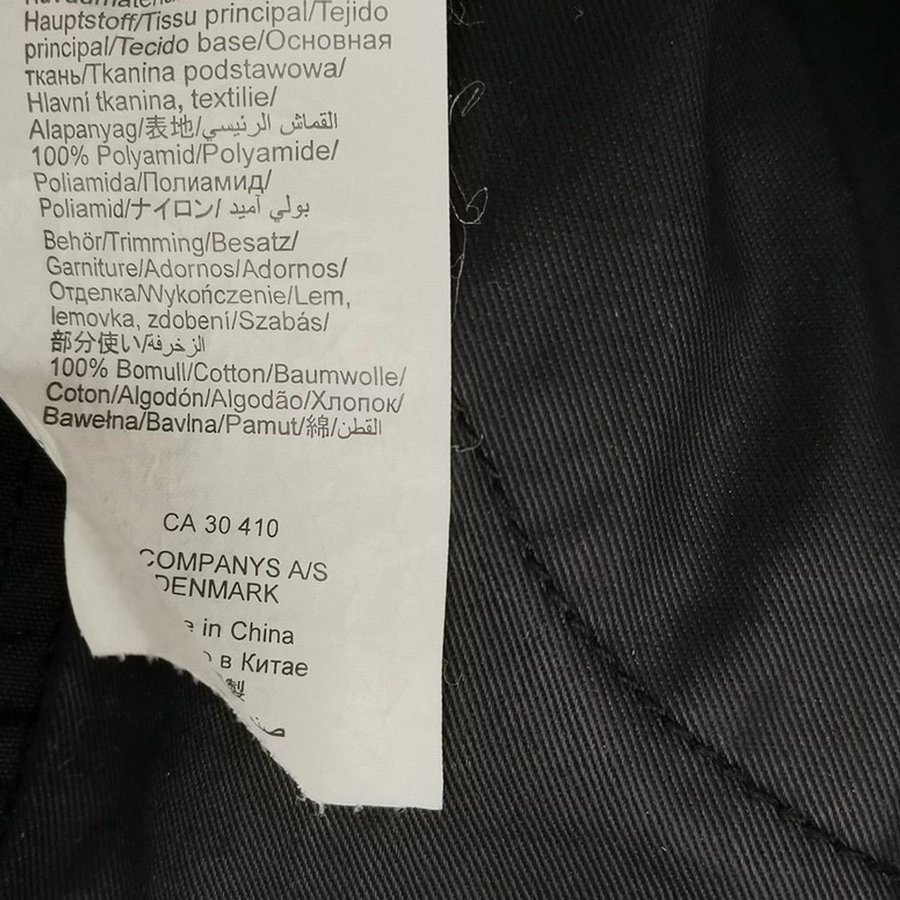 Hauptstoff/Tissu principal/Tejido
principal/Tecido base/Основная
ткань/Tkanina podstawowa/
Hlavní tkanina, textilie/
Alapanyag/表地/القماش الرئيسي/
100% Polyamid/Polyamide/
Poliamida/Полиамид/
Poliamid/ナイロン/ بولي آميد
Behör/Trimming/Besatz/
Garniture/Adornos/Adornos/
Отделка/Wykończenie/Lem,
lemovka, zdobení/Szabás/
部分使い/الزخرفة
100% Bomull/Cotton/Baumwolle/
Coton/Algodón/Algodão/Хлопок/
Bawełna/Bavlna/Pamut/綿/القطن
CA 30 410
COMPANYS A/S
DENMARK
in China
в Китае
製